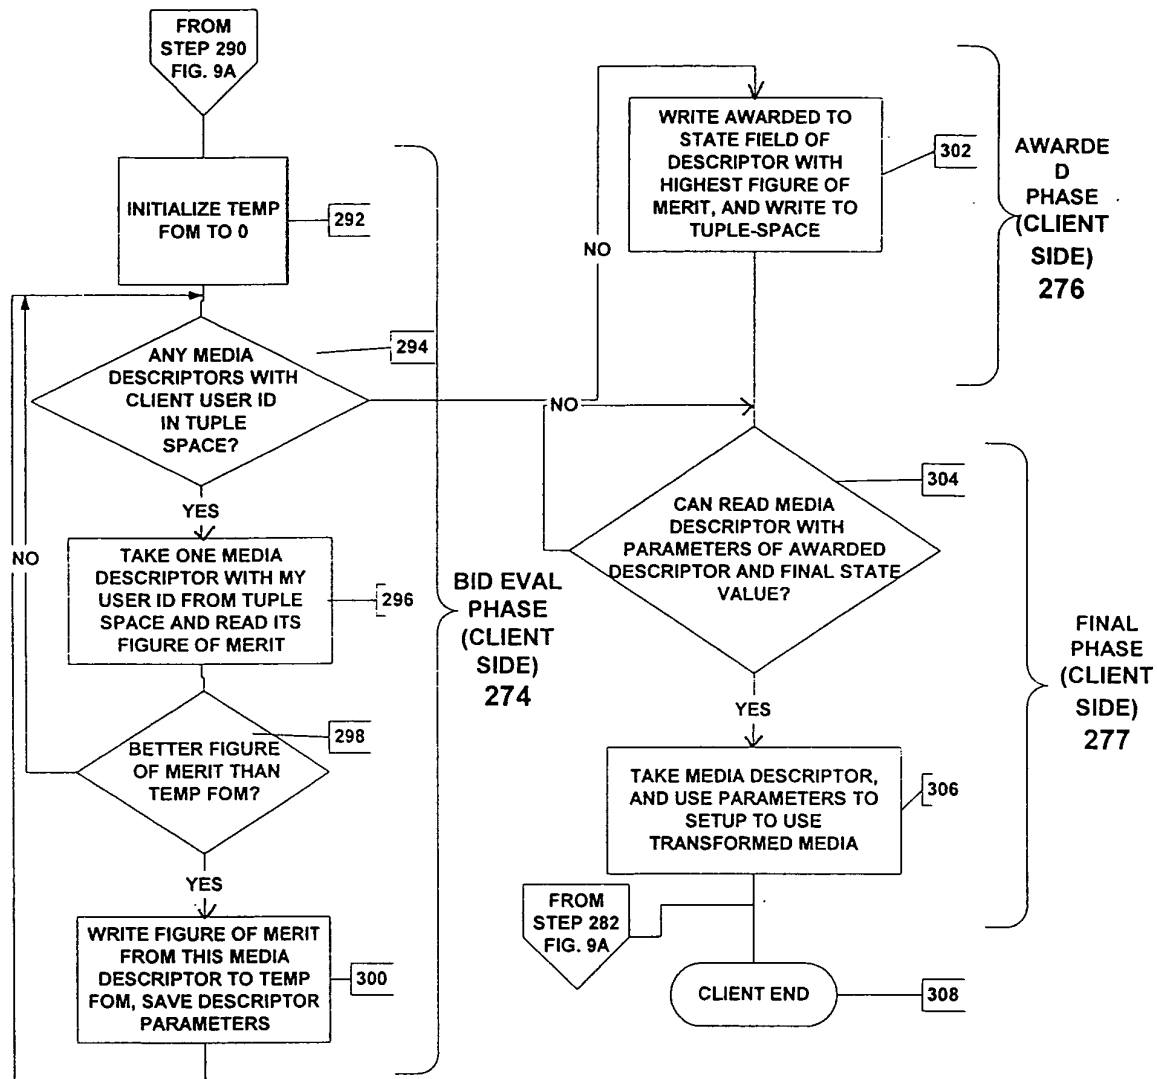 FROM
STEP 290
FIG. 9A
INITIALIZE TEMP
FOM TO 0
292
ANY MEDIA
DESCRIPTORS WITH
CLIENT USER ID
IN TUPLE
SPACE?
294
YES
NO
TAKE ONE MEDIA
DESCRIPTOR WITH MY
USER ID FROM TUPLE
SPACE AND READ ITS
FIGURE OF MERIT
296
BETTER FIGURE
OF MERIT THAN
TEMP FOM?
298
YES
WRITE FIGURE OF MERIT
FROM THIS MEDIA
DESCRIPTOR TO TEMP
FOM, SAVE DESCRIPTOR
PARAMETERS
300
BID EVAL
PHASE
(CLIENT
SIDE)
274
NO
WRITE AWARDED TO
STATE FIELD OF
DESCRIPTOR WITH
HIGHEST FIGURE OF
MERIT, AND WRITE TO
TUPLE-SPACE
302
AWARDE
D
PHASE
(CLIENT
SIDE)
276
NO
CAN READ MEDIA
DESCRIPTOR WITH
PARAMETERS OF AWARDED
DESCRIPTOR AND FINAL STATE
VALUE?
304
YES
TAKE MEDIA DESCRIPTOR,
AND USE PARAMETERS TO
SETUP TO USE
TRANSFORMED MEDIA
306
FINAL
PHASE
(CLIENT
SIDE)
277
FROM
STEP 282
FIG. 9A
CLIENT END
308